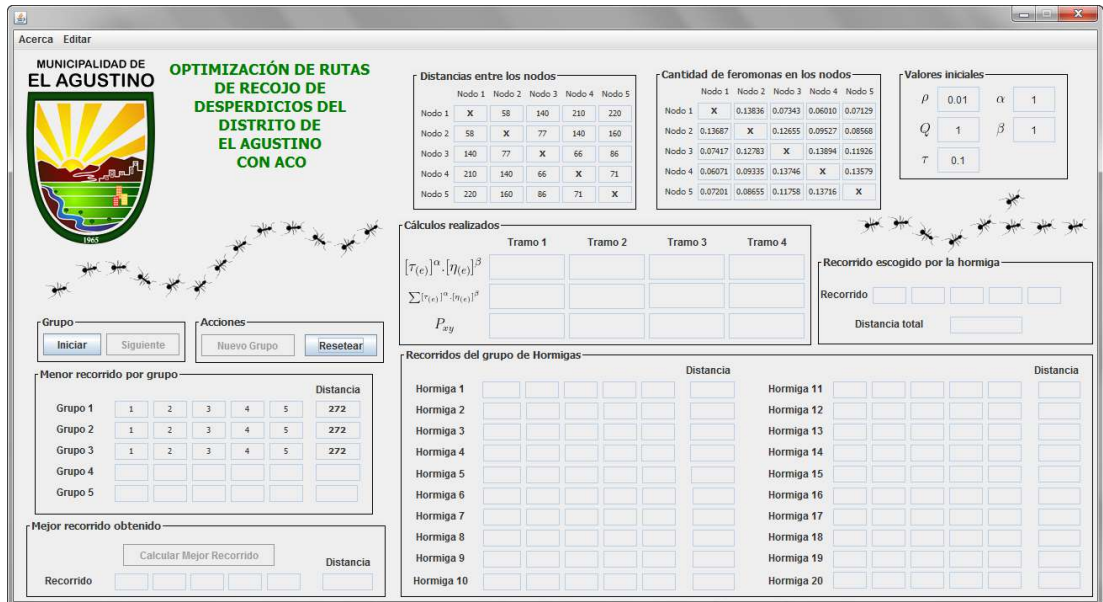 Acerca Editar
MUNICIPALIDAD DE
EL AGUSTINO
1965
OPTIMIZACIÓN DE RUTAS
DE RECOJO DE
DESPERDICIOS DEL
DISTRITO DE
EL AGUSTINO
CON ACO
Distancias entre los nodos
Nodo 1 Nodo 2 Nodo 3 Nodo 4 Nodo 5
Nodo 1 X 58 140 210 220
Nodo 2 58 X 77 140 160
Nodo 3 140 77 X 66 86
Nodo 4 210 140 66 X 71
Nodo 5 220 160 86 71 X
Cantidad de feromonas en los nodos
Nodo 1 Nodo 2 Nodo 3 Nodo 4 Nodo 5
Nodo 1 X 0.13836 0.07343 0.06010 0.07129
Nodo 2 0.13687 X 0.12655 0.09527 0.08568
Nodo 3 0.07417 0.12783 X 0.13894 0.11926
Nodo 4 0.06071 0.09335 0.13746 X 0.13579
Nodo 5 0.07201 0.08655 0.11758 0.13716 X
Valores iniciales
ρ 0.01 α 1
Q 1 β 1
τ 0.1
Cálculos realizados
Tramo 1 Tramo 2 Tramo 3 Tramo 4
[τ(e)]^α.[η(e)]^β
∑[τ(e)]^α.[η(e)]^β
Pxy
Recorrido escogido por la hormiga
Recorrido
Distancia total
Grupo
Iniciar Siguiente
Acciones
Nuevo Grupo Resetear
Menor recorrido por grupo
Distancia
Grupo 1 1 2 3 4 5 272
Grupo 2 1 2 3 4 5 272
Grupo 3 1 2 3 4 5 272
Grupo 4
Grupo 5
Mejor recorrido obtenido
Calcular Mejor Recorrido
Distancia
Recorrido
Recorridos del grupo de Hormigas
Distancia Distancia
Hormiga 1 Hormiga 11
Hormiga 2 Hormiga 12
Hormiga 3 Hormiga 13
Hormiga 4 Hormiga 14
Hormiga 5 Hormiga 15
Hormiga 6 Hormiga 16
Hormiga 7 Hormiga 17
Hormiga 8 Hormiga 18
Hormiga 9 Hormiga 19
Hormiga 10 Hormiga 20